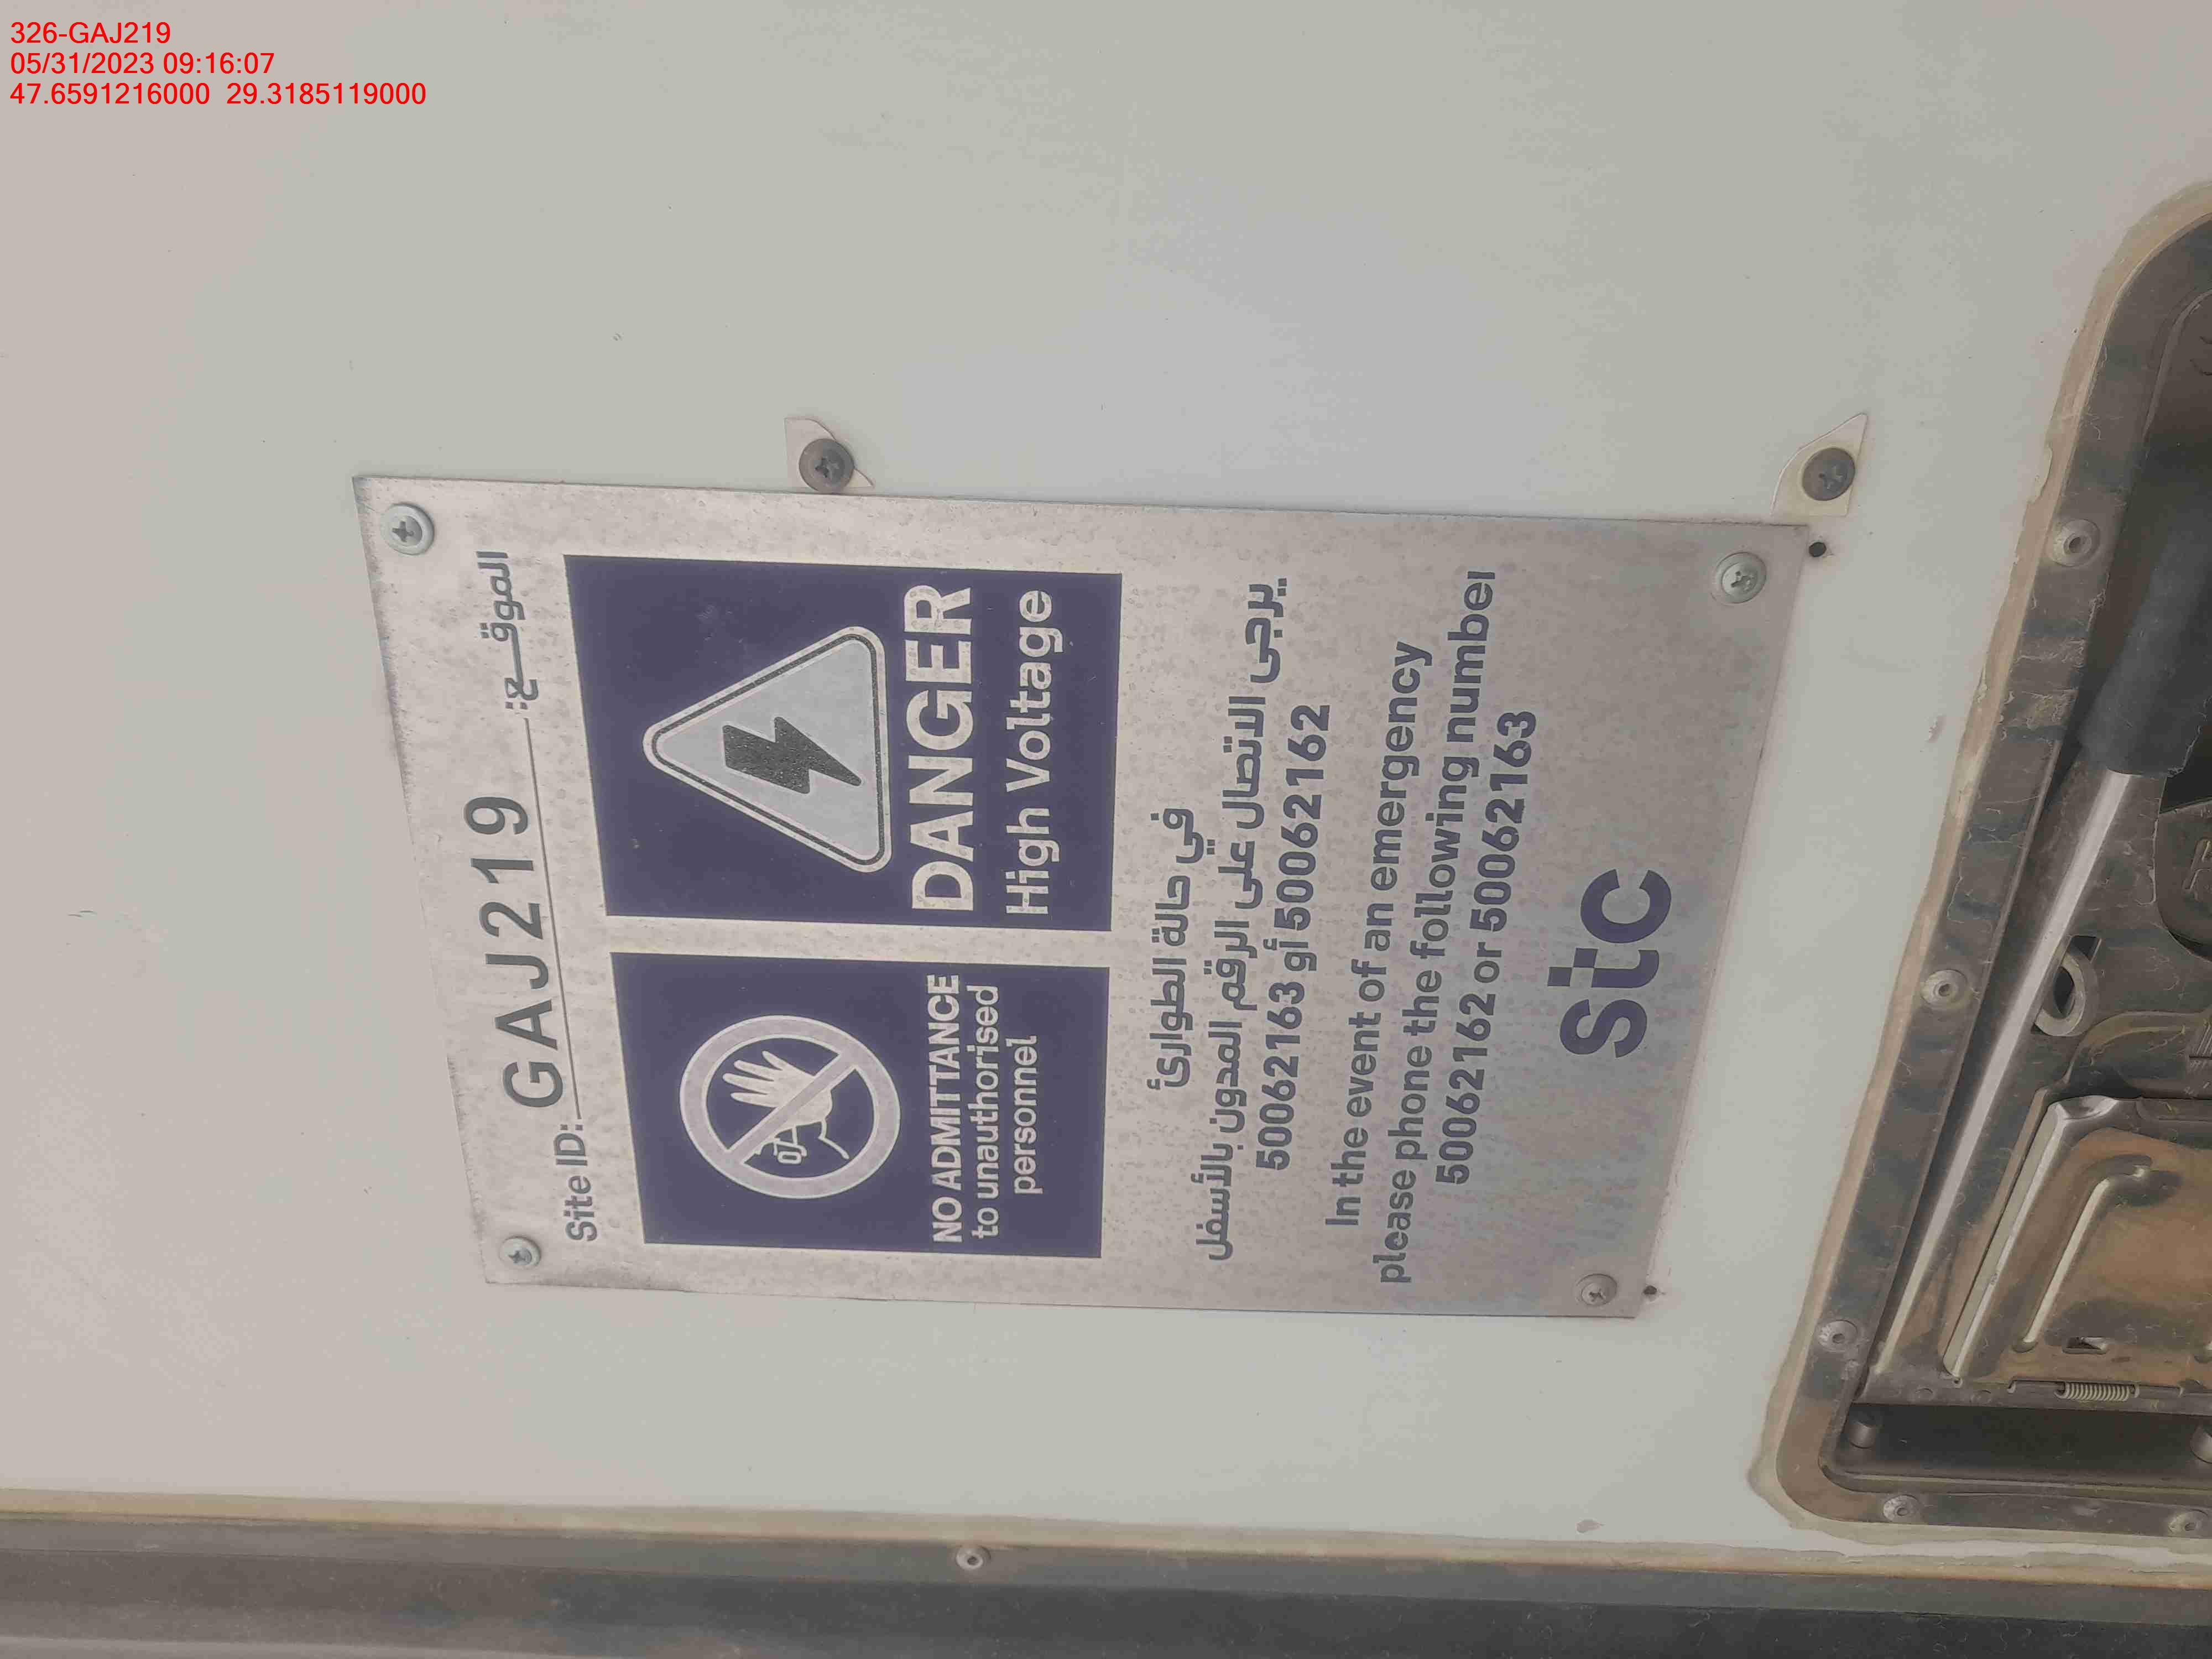 326-GAJ219
05/31/2023 09:16:07
47.6591216000 29.3185119000
Site ID: GAJ219 الموقـع:
NO ADMITTANCE
to unauthorised
personnel
DANGER
High Voltage
في حالة الطوارئ
يرجى الاتصال على الرقم المدون بالأسفل
50062163 أو 50062162
In the event of an emergency
please phone the following number
50062162 or 50062163
stc